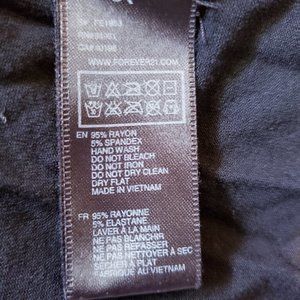 WWW.FOREVER21.COM
EN 95% RAYON
5% SPANDEX
HAND WASH
DO NOT BLEACH
DO NOT IRON
DO NOT DRY CLEAN
DRY FLAT
MADE IN VIETNAM
FR 95% RAYONNE
5% ELASTANE
LAVER À LA MAIN
NE PAS BLANCHIR
NE PAS REPASSER
NE PAS NETTOYER À SEC
SÉCHER À PLAT
FABRIQUÉ AU VIETNAM